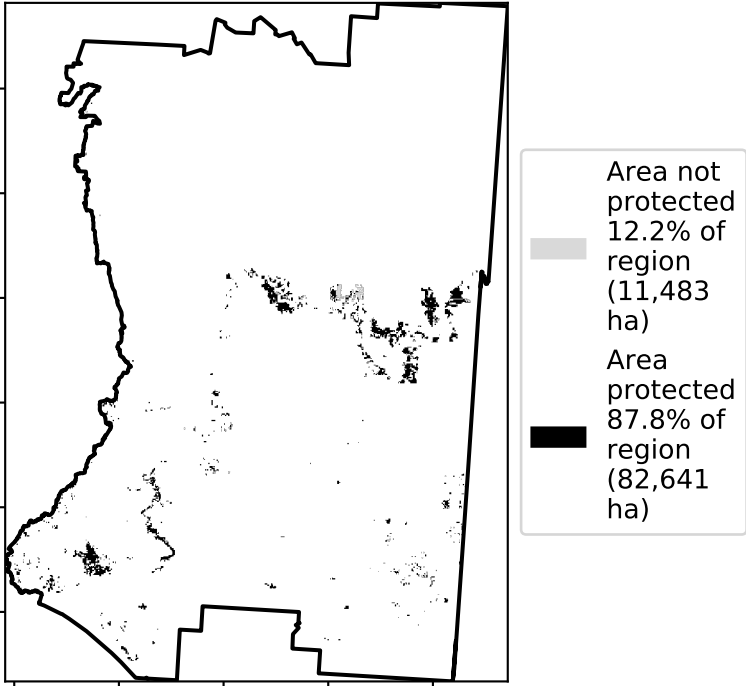 Area not
protected
12.2% of
region
(11,483
ha)
Area
protected
87.8% of
region
(82,641
ha)